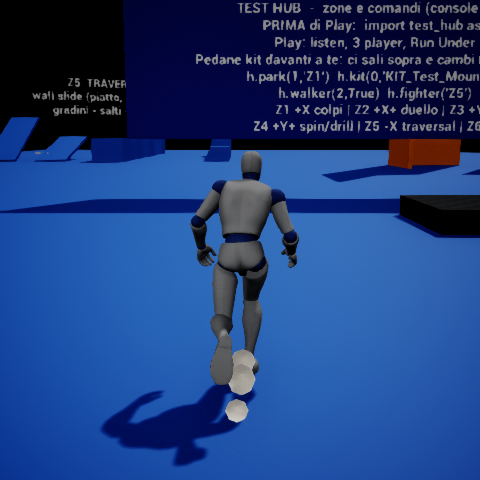 TEST HUB - zone e comandi (console
PRIMA di Play: import test_hub as
Play: listen, 3 player, Run Under
Pedane kit davanti a te: ci sali sopra e cambi
h.park(1,'Z1') h.kit(0,'KIT_Test_Moun
h.walker(2,True) h.fighter('Z5')
Z1 +X colpi | Z2 +X+ duello | Z3 +Y
Z4 +Y+ spin/drill | Z5 -X traversal | Z6
Z5 TRAVER
wall slide (piatto,
gradini - salti